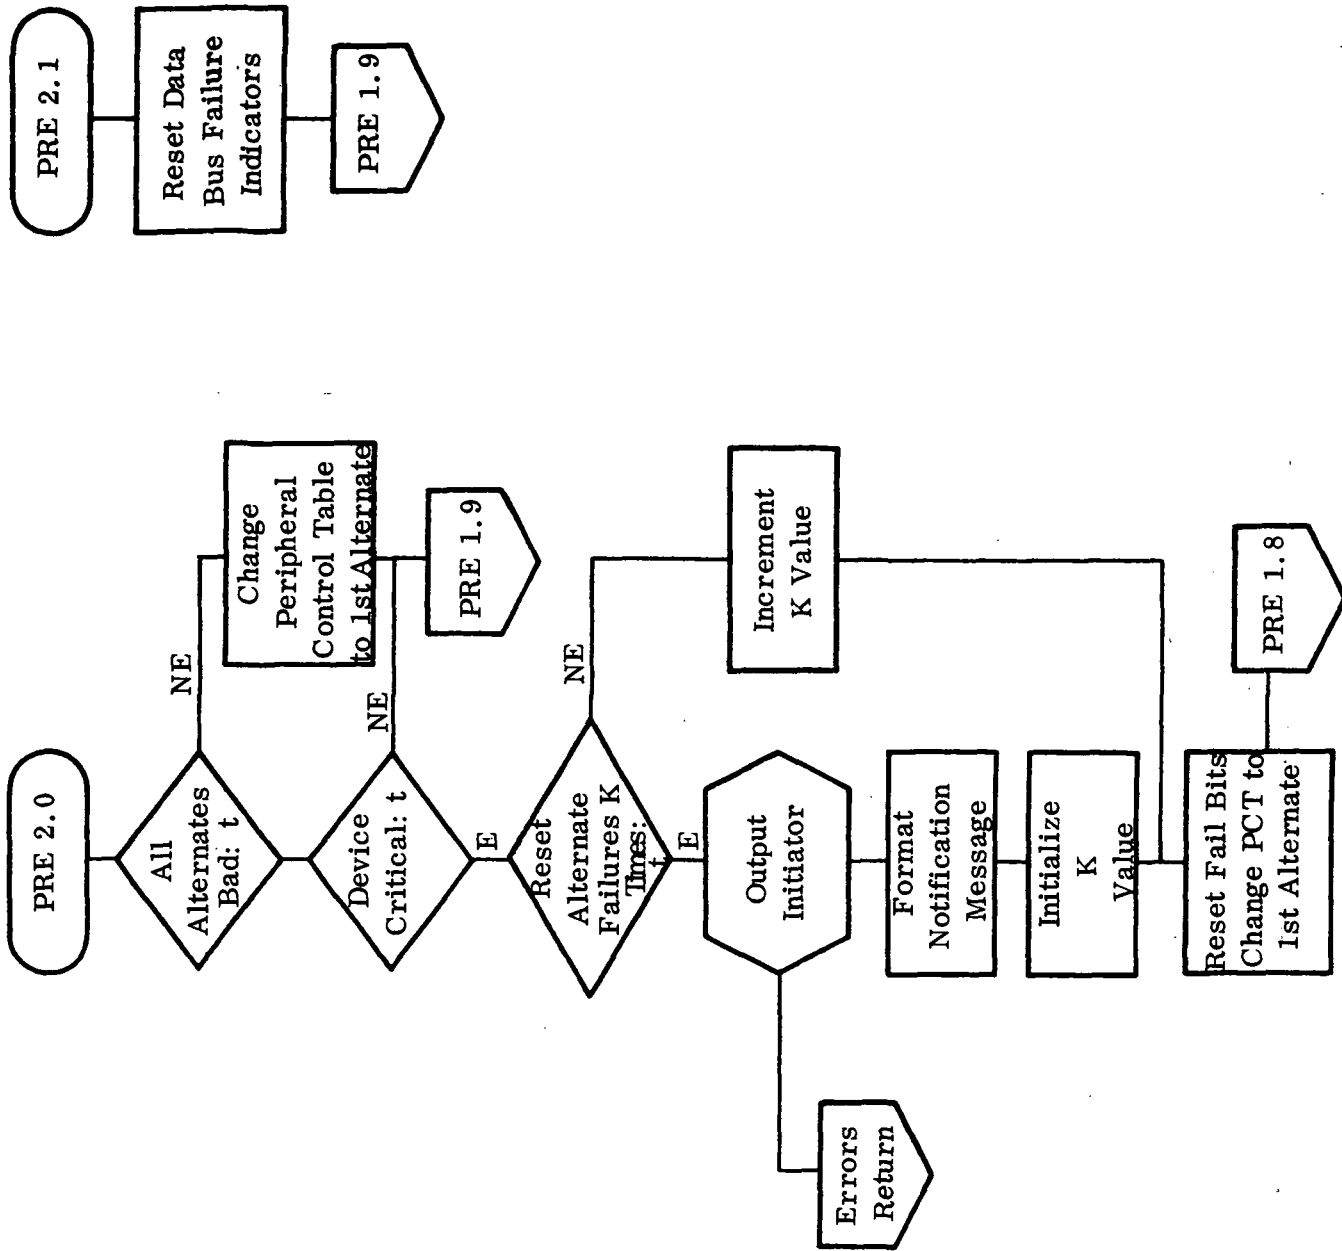 PRE 2.0
All
Alternates
Bad: t
NE
Change
Peripheral
Control Table
to 1st Alternate
Device
Critical: t
NE
PRE 1.9
E
Reset
Alternate
Failures K
Times:
t
NE
Increment
K Value
E
Output
Initiator
Errors
Return
Format
Notification
Message
Initialize
K
Value
Reset Fail Bits
Change PCT to
1st Alternate
PRE 1.8
PRE 2.1
Reset Data
Bus Failure
Indicators
PRE 1.9